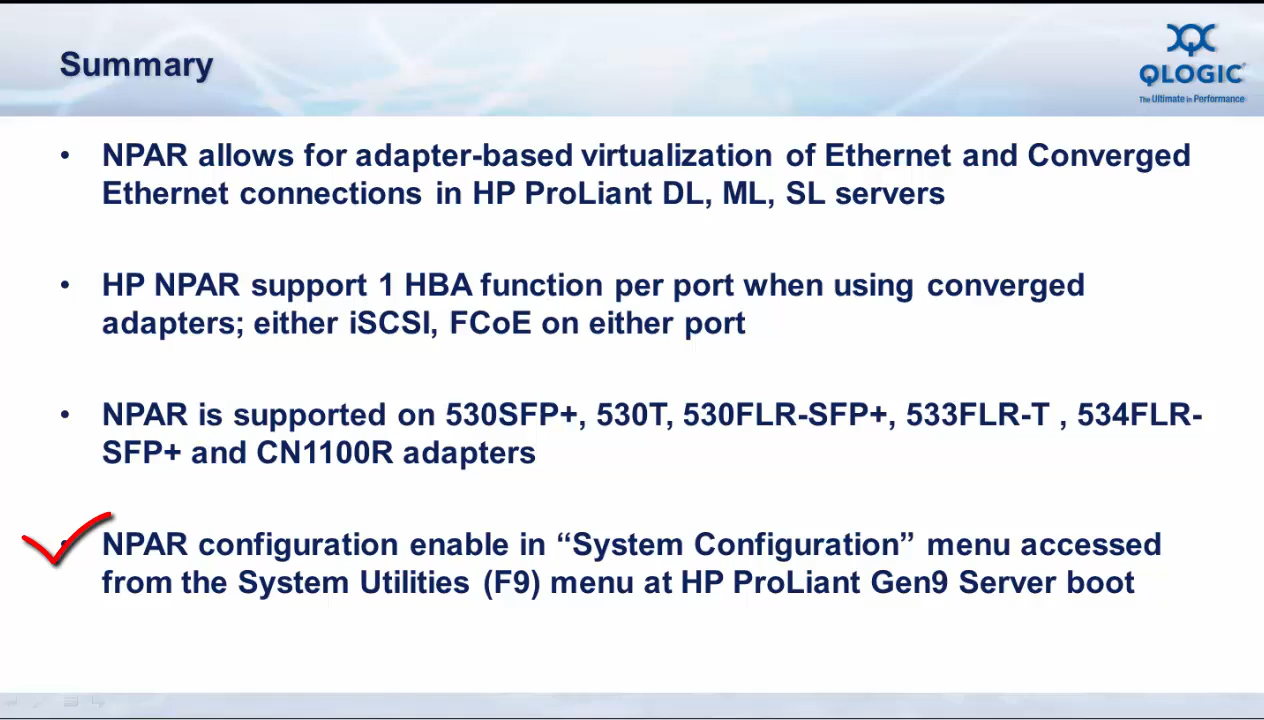 Summary
QLOGIC
The Ultimate in Performance
• NPAR allows for adapter-based virtualization of Ethernet and Converged
Ethernet connections in HP ProLiant DL, ML, SL servers
• HP NPAR support 1 HBA function per port when using converged
adapters; either iSCSI, FCoE on either port
• NPAR is supported on 530SFP+, 530T, 530FLR-SFP+, 533FLR-T , 534FLR-
SFP+ and CN1100R adapters
• NPAR configuration enable in “System Configuration” menu accessed
from the System Utilities (F9) menu at HP ProLiant Gen9 Server boot